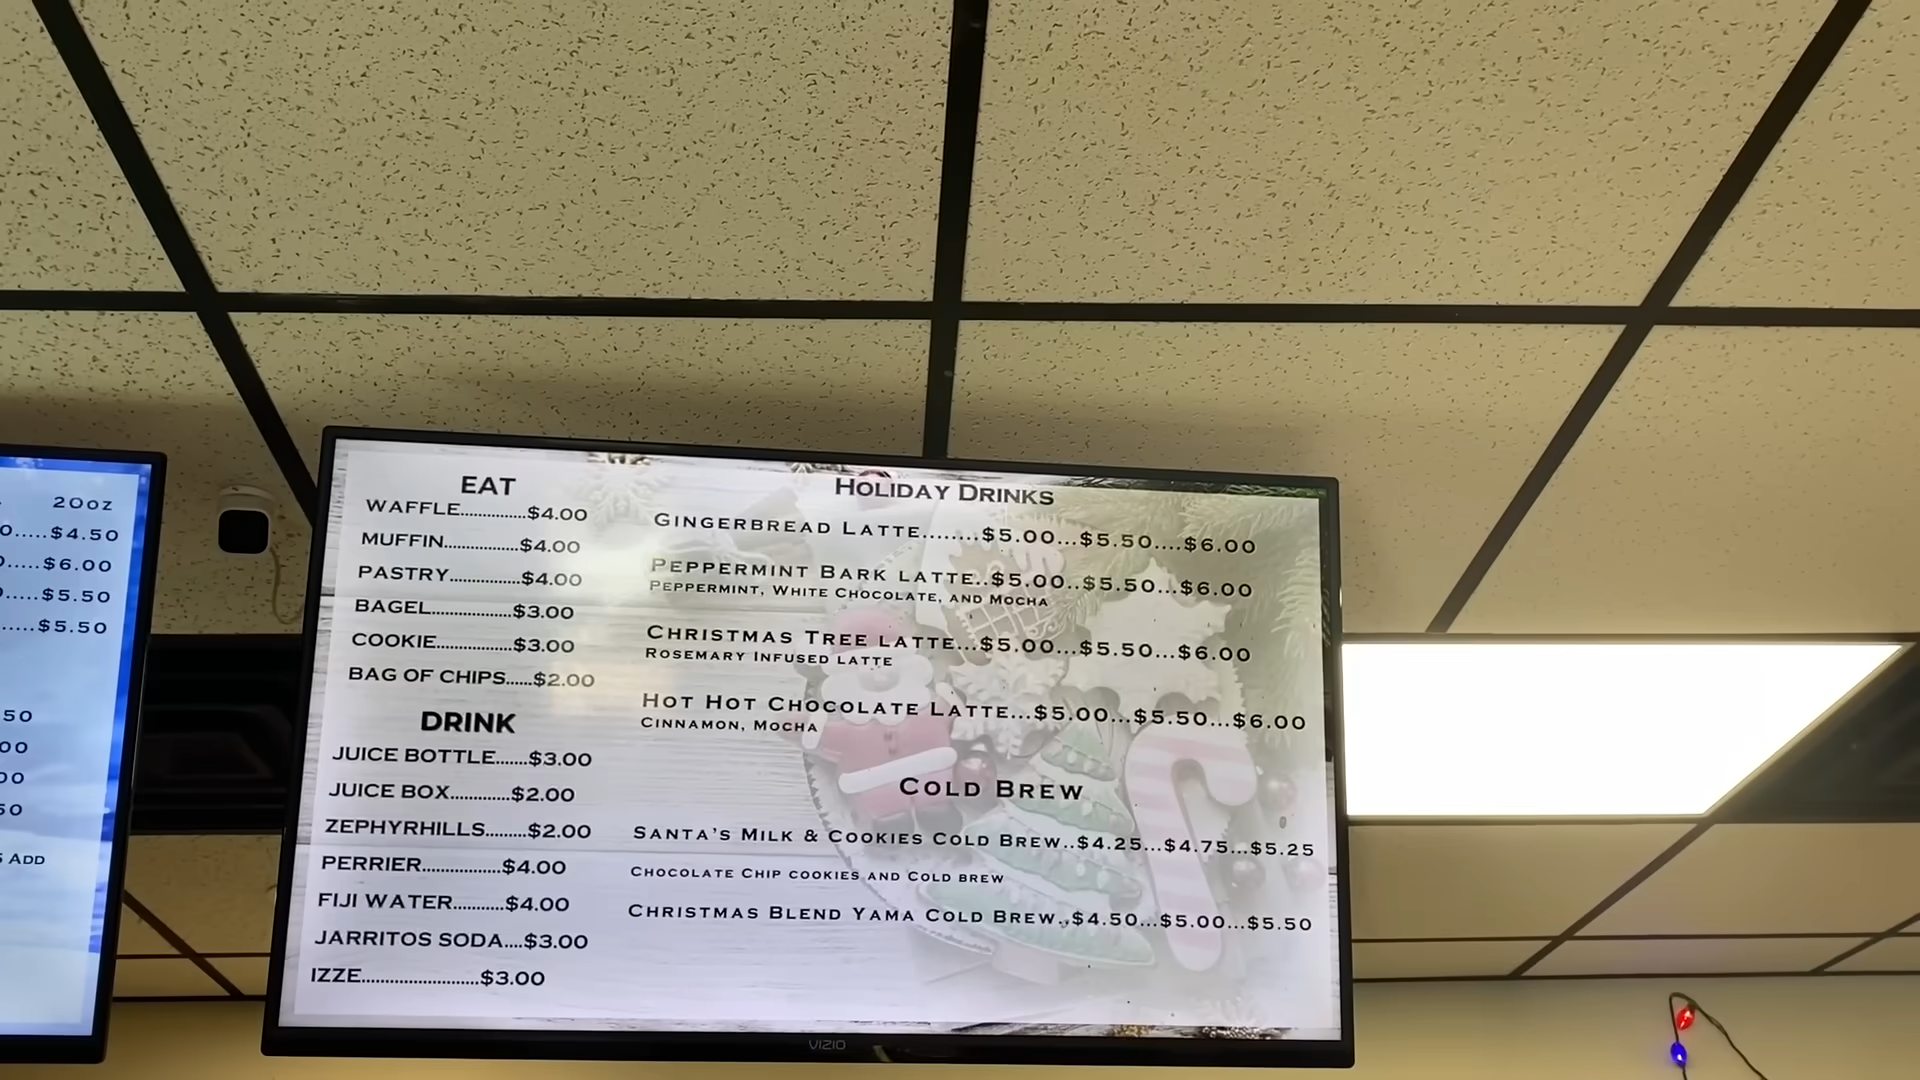 20oz
.....$4.50
.....$6.00
.....$5.50
.....$5.50
50
00
00
50
ADD
EAT
WAFFLE..............$4.00
MUFFIN................$4.00
PASTRY...............$4.00
BAGEL.................$3.00
COOKIE................$3.00
BAG OF CHIPS......$2.00
DRINK
JUICE BOTTLE.......$3.00
JUICE BOX.............$2.00
ZEPHYRHILLS.........$2.00
PERRIER.................$4.00
FIJI WATER...........$4.00
JARRITOS SODA....$3.00
IZZE.........................$3.00
HOLIDAY DRINKS
GINGERBREAD LATTE........$5.00...$5.50....$6.00
PEPPERMINT BARK LATTE..$5.00..$5.50...$6.00
PEPPERMINT, WHITE CHOCOLATE, AND MOCHA
CHRISTMAS TREE LATTE...$5.00...$5.50...$6.00
ROSEMARY INFUSED LATTE
HOT HOT CHOCOLATE LATTE...$5.00...$5.50...$6.00
CINNAMON, MOCHA
COLD BREW
SANTA'S MILK & COOKIES COLD BREW..$4.25...$4.75...$5.25
CHOCOLATE CHIP COOKIES AND COLD BREW
CHRISTMAS BLEND YAMA COLD BREW..$4.50...$5.00...$5.50
VIZIO